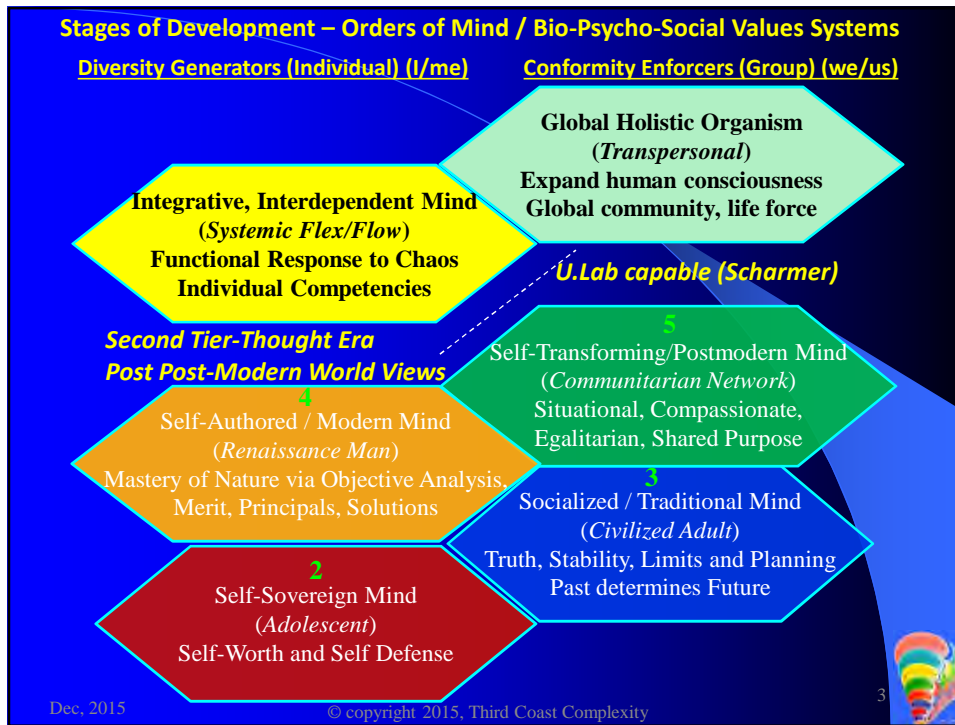 Stages of Development – Orders of Mind / Bio-Psycho-Social Values Systems
Diversity Generators (Individual) (I/me)
Conformity Enforcers (Group) (we/us)
Global Holistic Organism
(Transpersonal)
Expand human consciousness
Global community, life force
Integrative, Interdependent Mind
(Systemic Flex/Flow)
Functional Response to Chaos
Individual Competencies
U.Lab capable (Scharmer)
Second Tier-Thought Era
Post Post-Modern World Views
5
Self-Transforming/Postmodern Mind
(Communitarian Network)
Situational, Compassionate,
Egalitarian, Shared Purpose
4
Self-Authored / Modern Mind
(Renaissance Man)
Mastery of Nature via Objective Analysis,
Merit, Principals, Solutions
3
Socialized / Traditional Mind
(Civilized Adult)
Truth, Stability, Limits and Planning
Past determines Future
2
Self-Sovereign Mind
(Adolescent)
Self-Worth and Self Defense
Dec, 2015
© copyright 2015, Third Coast Complexity
3